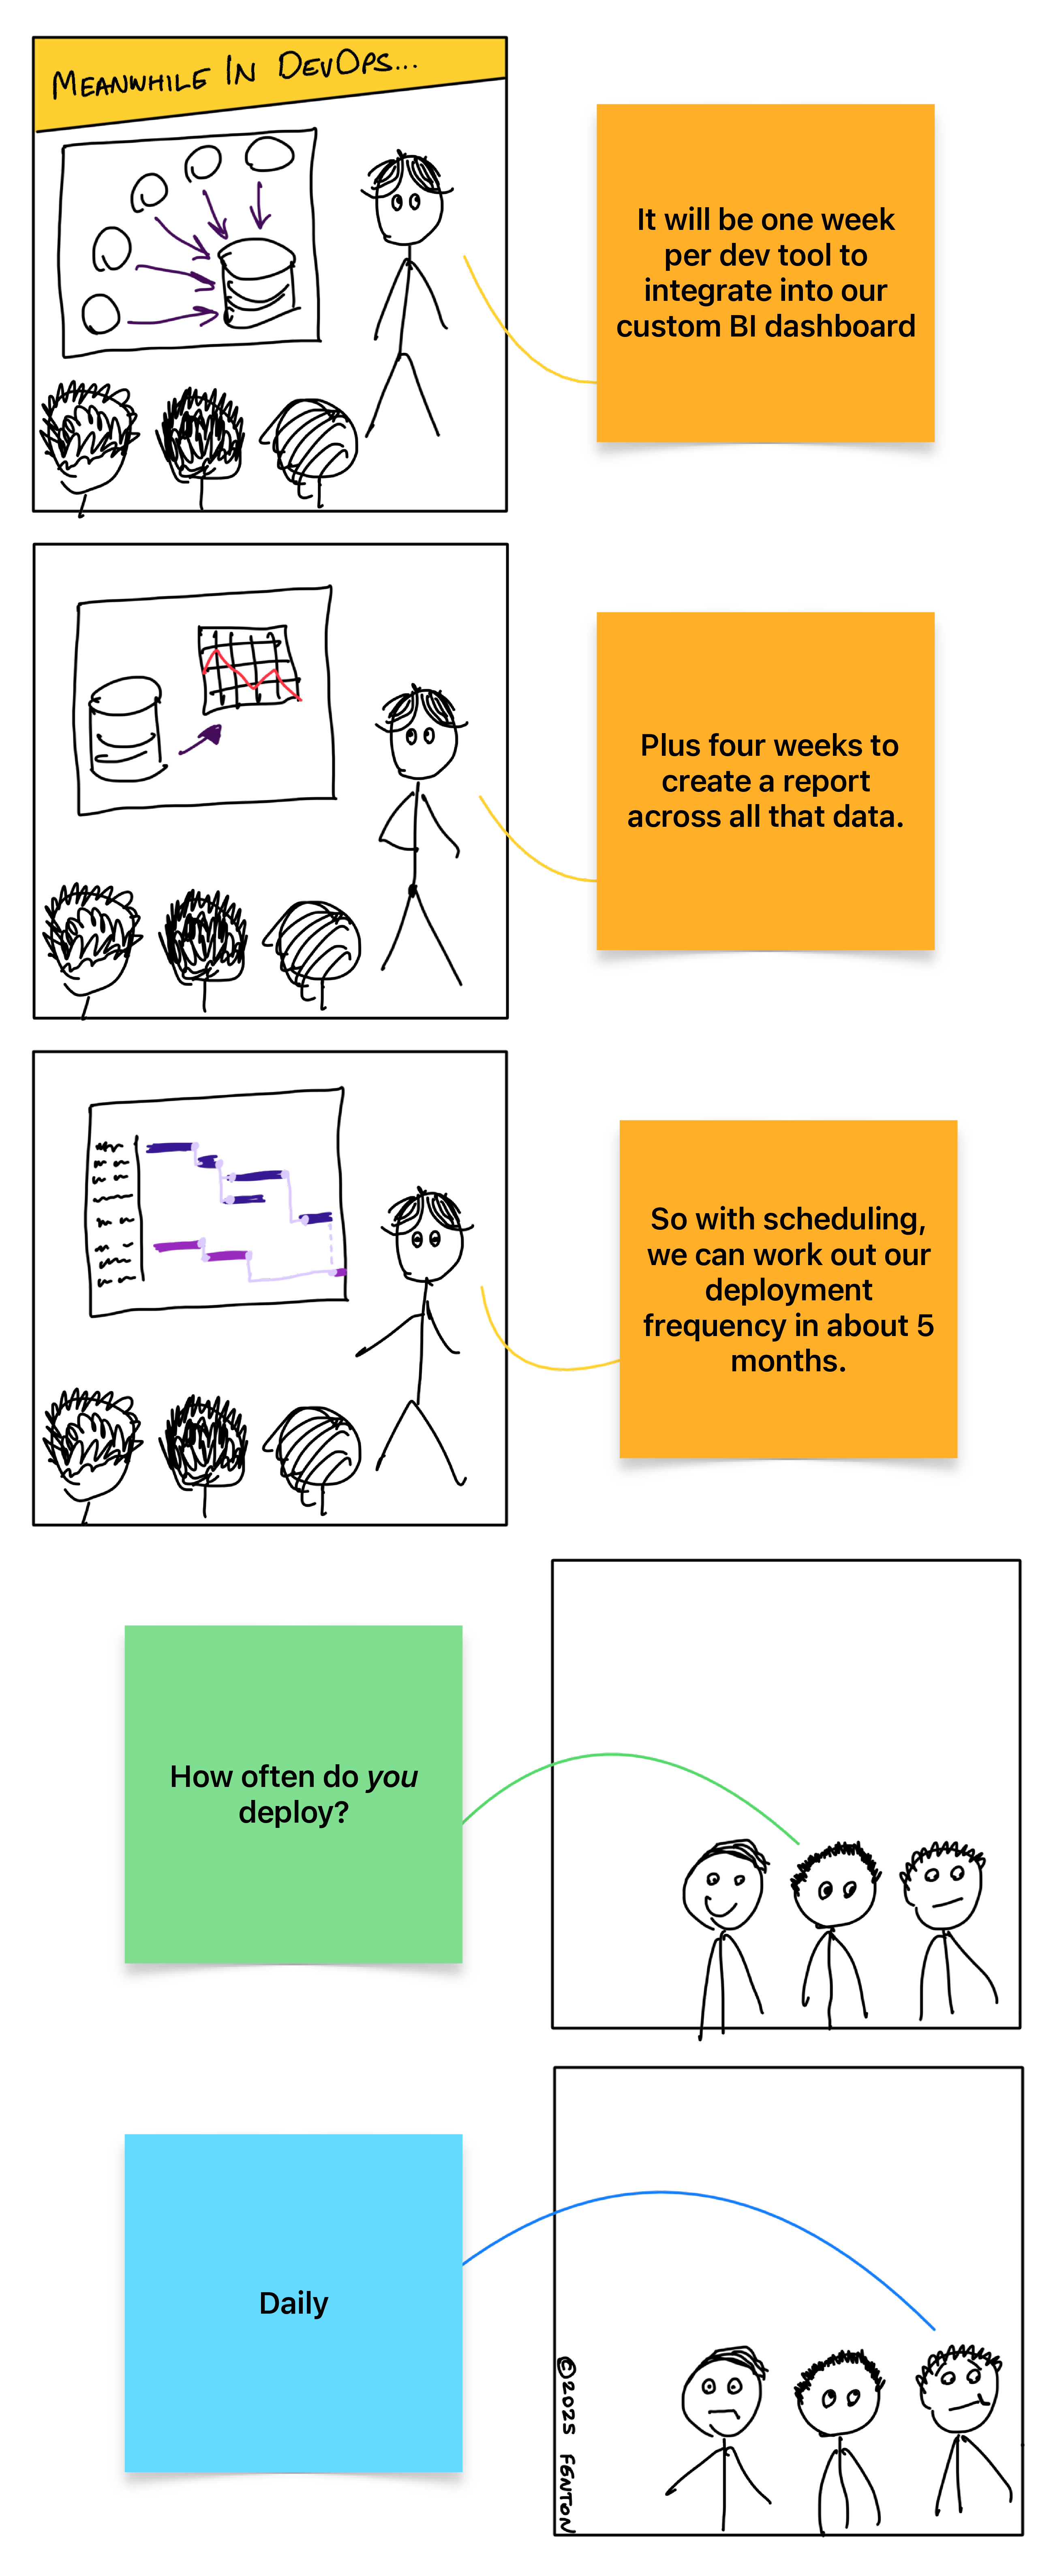 MEANWHILE IN DEVOPS...
It will be one week
per dev tool to
integrate into our
custom BI dashboard
Plus four weeks to
create a report
across all that data.
So with scheduling,
we can work out our
deployment
frequency in about 5
months.
How often do you
deploy?
Daily
©2025 FENTON